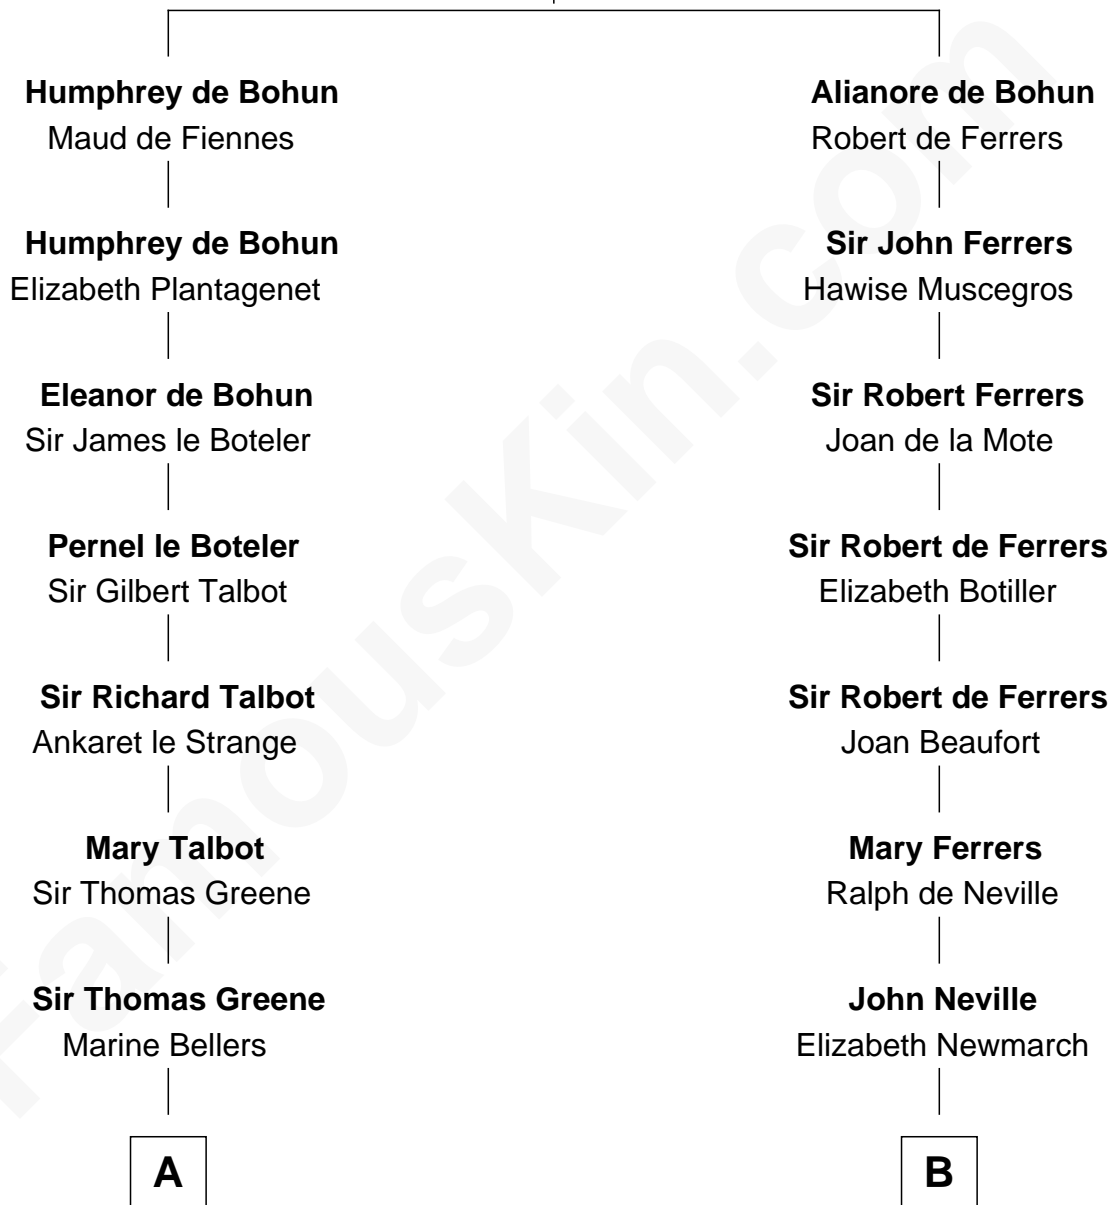 Humphrey de Bohun
Maud de Fiennes
Humphrey de Bohun
Elizabeth Plantagenet
Eleanor de Bohun
Sir James le Boteler
Pernel le Boteler
Sir Gilbert Talbot
Sir Richard Talbot
Ankaret le Strange
Mary Talbot
Sir Thomas Greene
Sir Thomas Greene
Marine Bellers
A
Alianore de Bohun
Robert de Ferrers
Sir John Ferrers
Hawise Muscegros
Sir Robert Ferrers
Joan de la Mote
Sir Robert de Ferrers
Elizabeth Botiller
Sir Robert de Ferrers
Joan Beaufort
Mary Ferrers
Ralph de Neville
John Neville
Elizabeth Newmarch
B
FamousKin.com